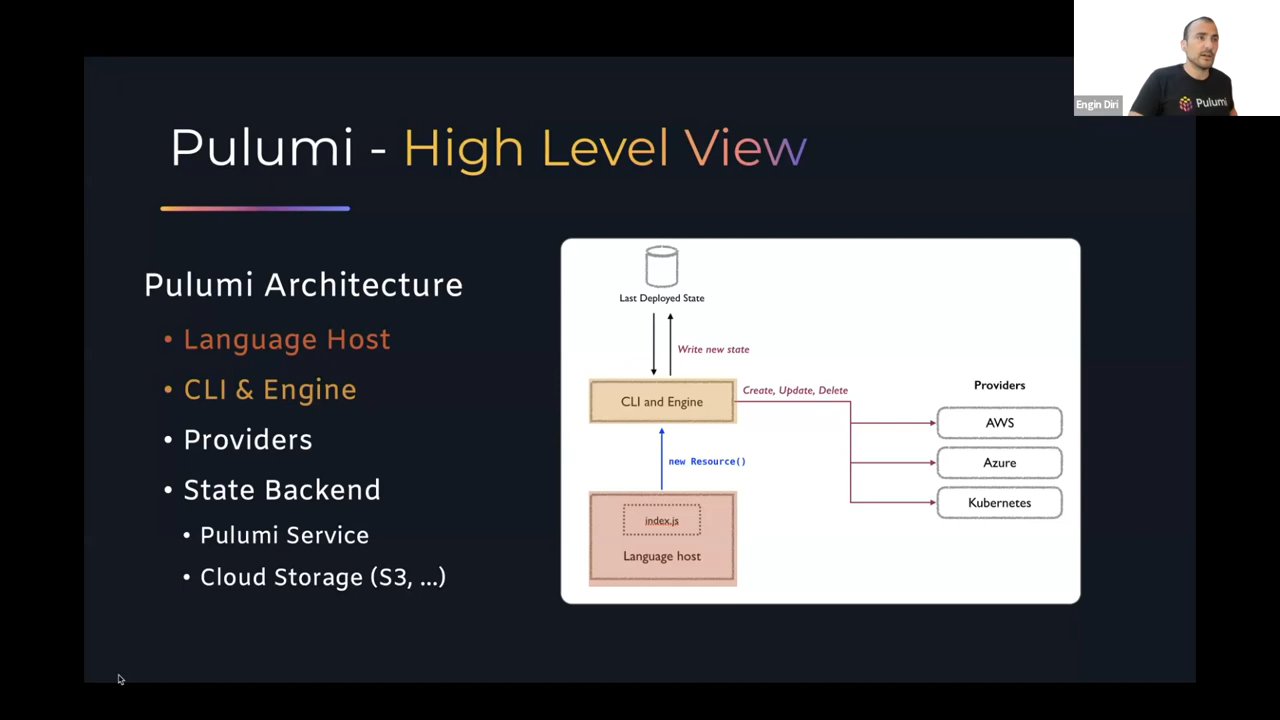 Pulumi
Engin Diri
Pulumi - High Level View
Pulumi Architecture
• Language Host
• CLI & Engine
• Providers
• State Backend
• Pulumi Service
• Cloud Storage (S3, ...)
Last Deployed State
Write new state
CLI and Engine
Create, Update, Delete
new Resource()
index.js
Language host
Providers
AWS
Azure
Kubernetes